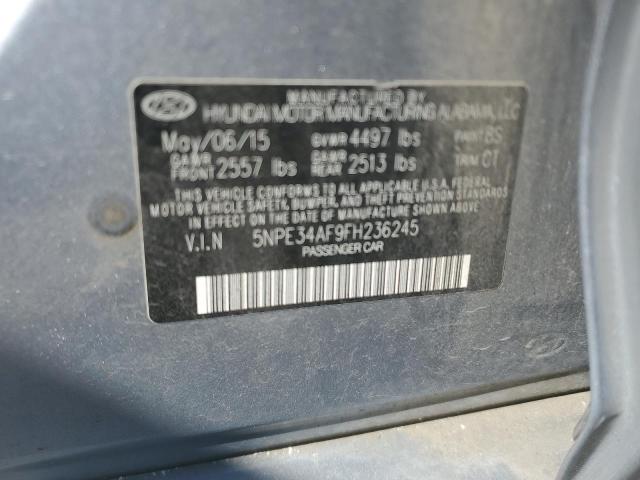 MANUFACTURED BY
HYUNDAI MOTOR MANUFACTURING ALABAMA, LLC
May/06/15 GVWR 4497 lbs PAINT BS
GAWR FRONT 2557 lbs GAWR REAR 2513 lbs TRIM CT
THIS VEHICLE CONFORMS TO ALL APPLICABLE U.S.A. FEDERAL
MOTOR VEHICLE SAFETY, BUMPER, AND THEFT PREVENTION
STANDARDS IN EFFECT ON THE DATE OF MANUFACTURE SHOWN ABOVE.
V.I.N 5NPE34AF9FH236245
PASSENGER CAR